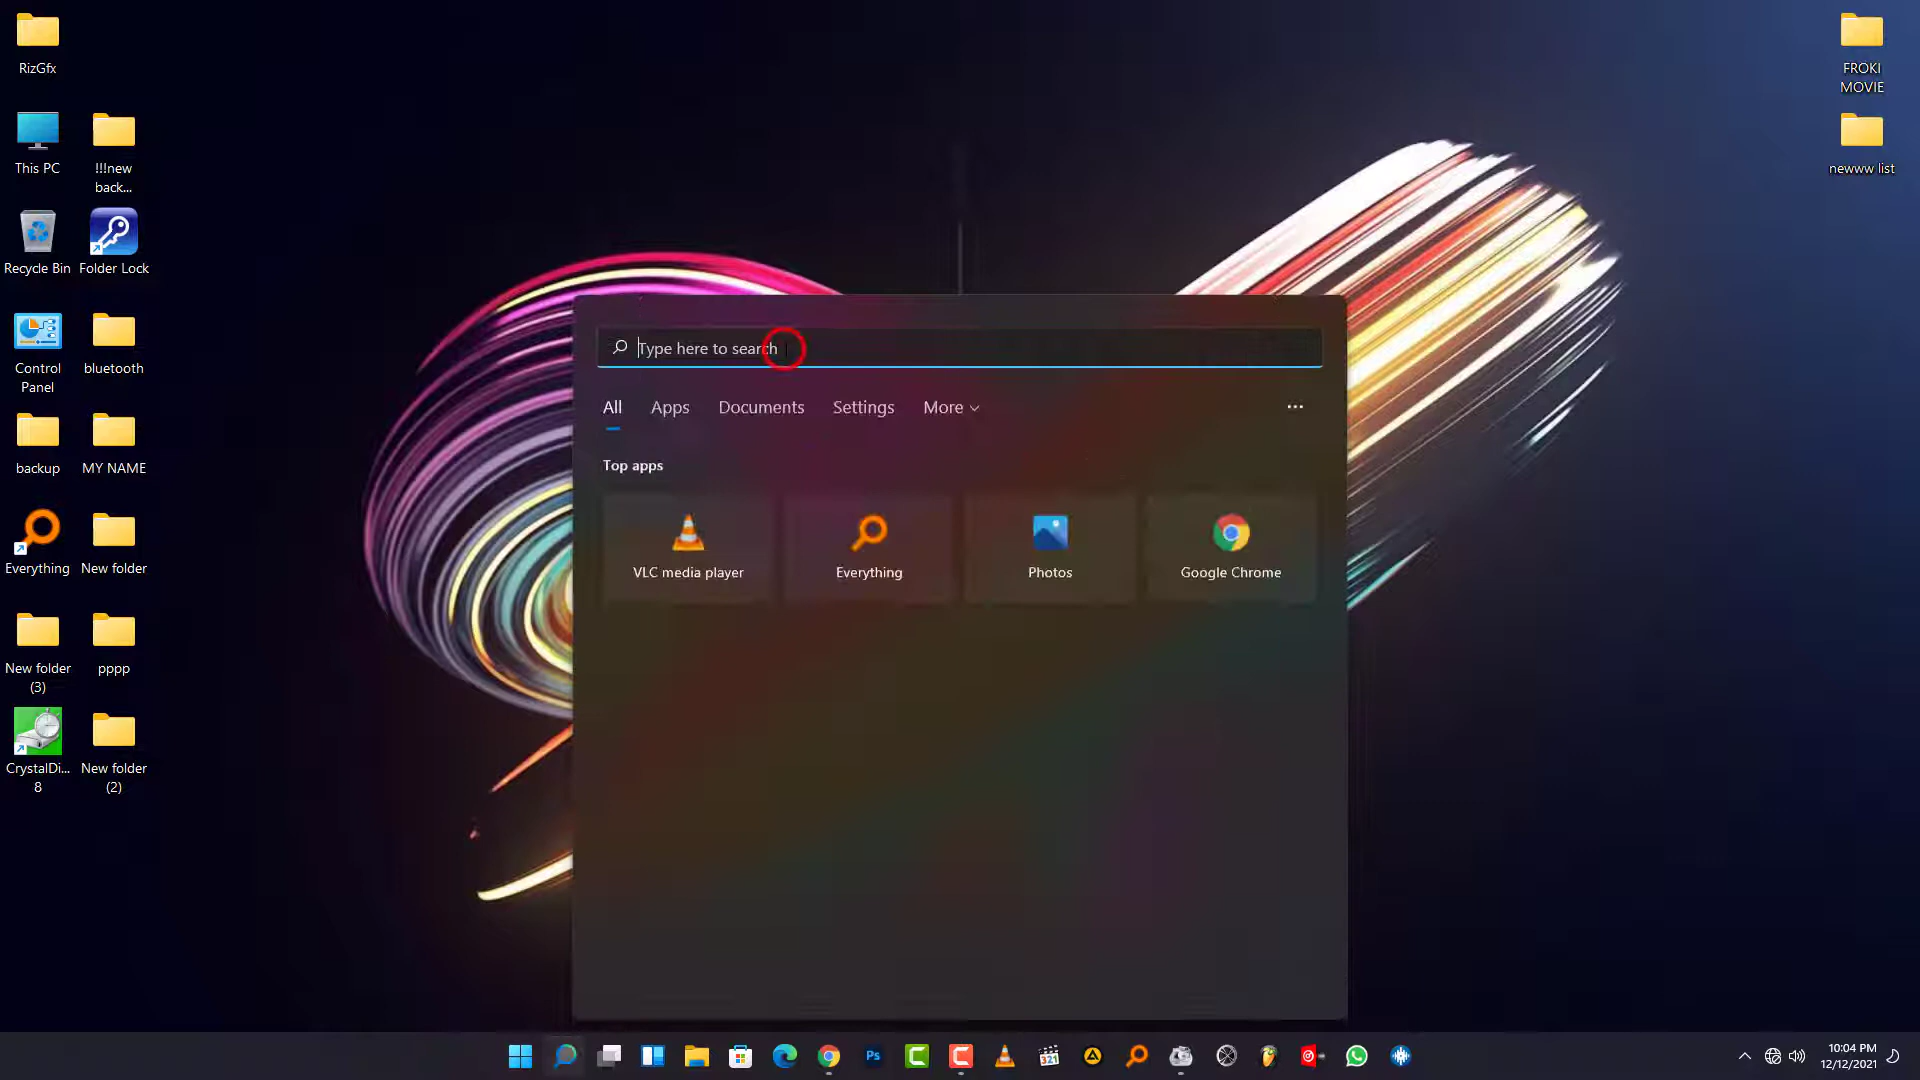 RizGfx
This PC
!!!new
back...
Recycle Bin
Folder Lock
Control
Panel
bluetooth
backup
MY NAME
Everything
New folder
New folder
(3)
pppp
CrystalDi...
8
New folder
(2)
FROKI
MOVIE
newww list
Type here to search
All
Apps
Documents
Settings
More
Top apps
VLC media player
Everything
Photos
Google Chrome
Ps
321
10:04 PM
12/12/2021